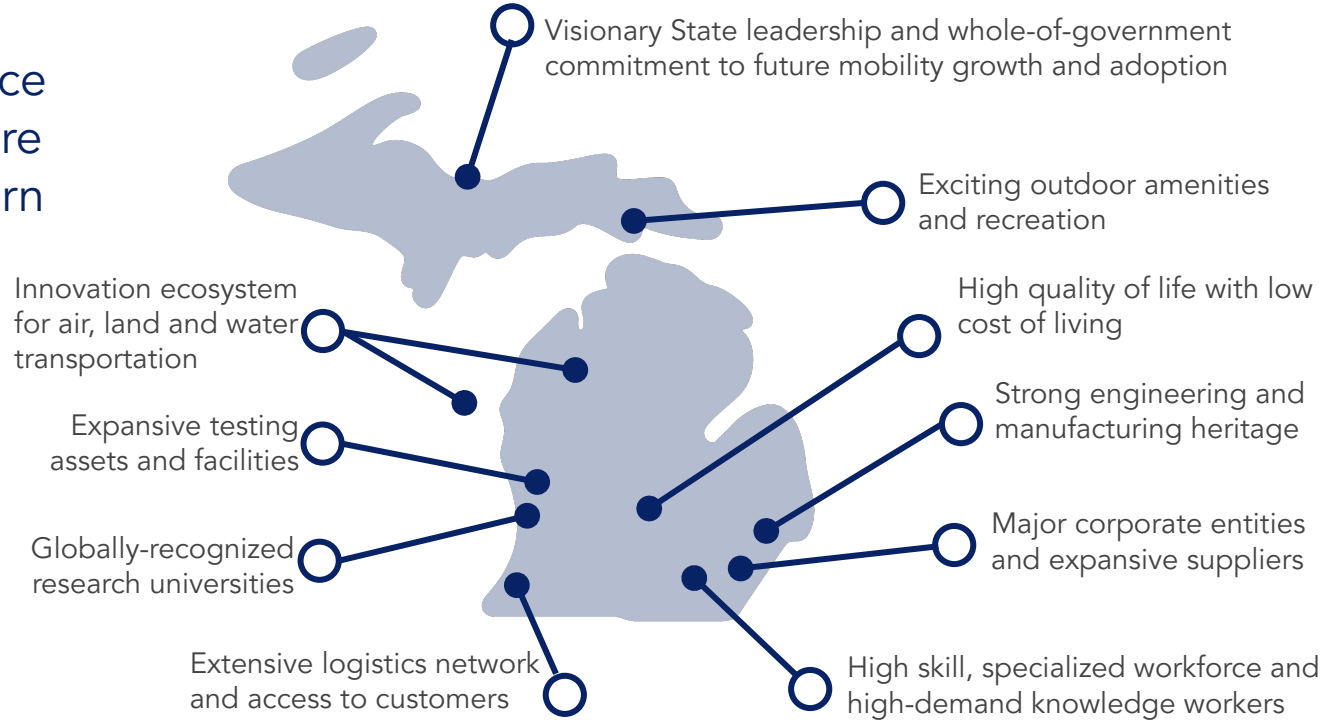 Visionary State leadership and whole-of-government
commitment to future mobility growth and adoption
ce
re
rn
Exciting outdoor amenities
and recreation
Innovation ecosystem
for air, land and water
transportation
High quality of life with low
cost of living
Expansive testing
assets and facilities
Strong engineering and
manufacturing heritage
Globally-recognized
research universities
Major corporate entities
and expansive suppliers
Extensive logistics network
and access to customers
High skill, specialized workforce and
high-demand knowledge workers